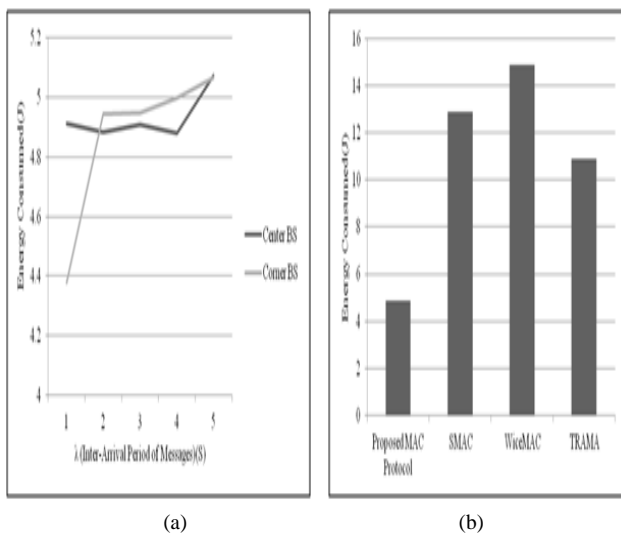 5.2
5
4.8
4.6
4.4
4.2
4
Energy Consumed(J)
1 2 3 4 5
λ (Inter-Arrival Period of Messages)(S)
Center BS
Corner BS
(a)
16
14
12
10
8
6
4
2
0
Energy Consumed(J)
Proposed MAC Protocol
SMAC
WiceMAC
TRAMA
(b)